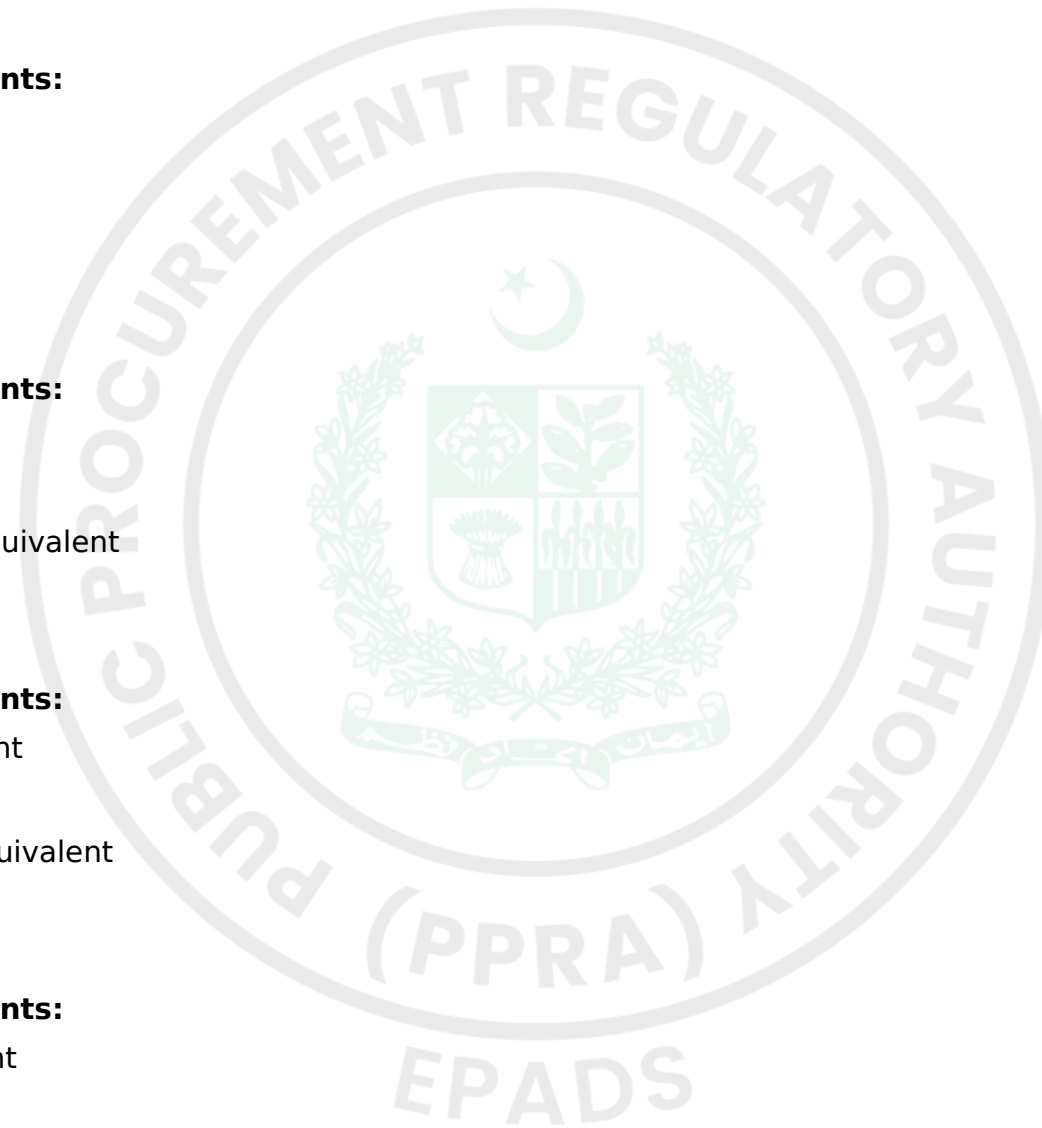 nts:
nts:
uivalent
nts:
nt
uivalent
nts:
nt
PUBLIC PROCUREMENT REGULATORY AUTHORITY
(PPRA)
EPADS